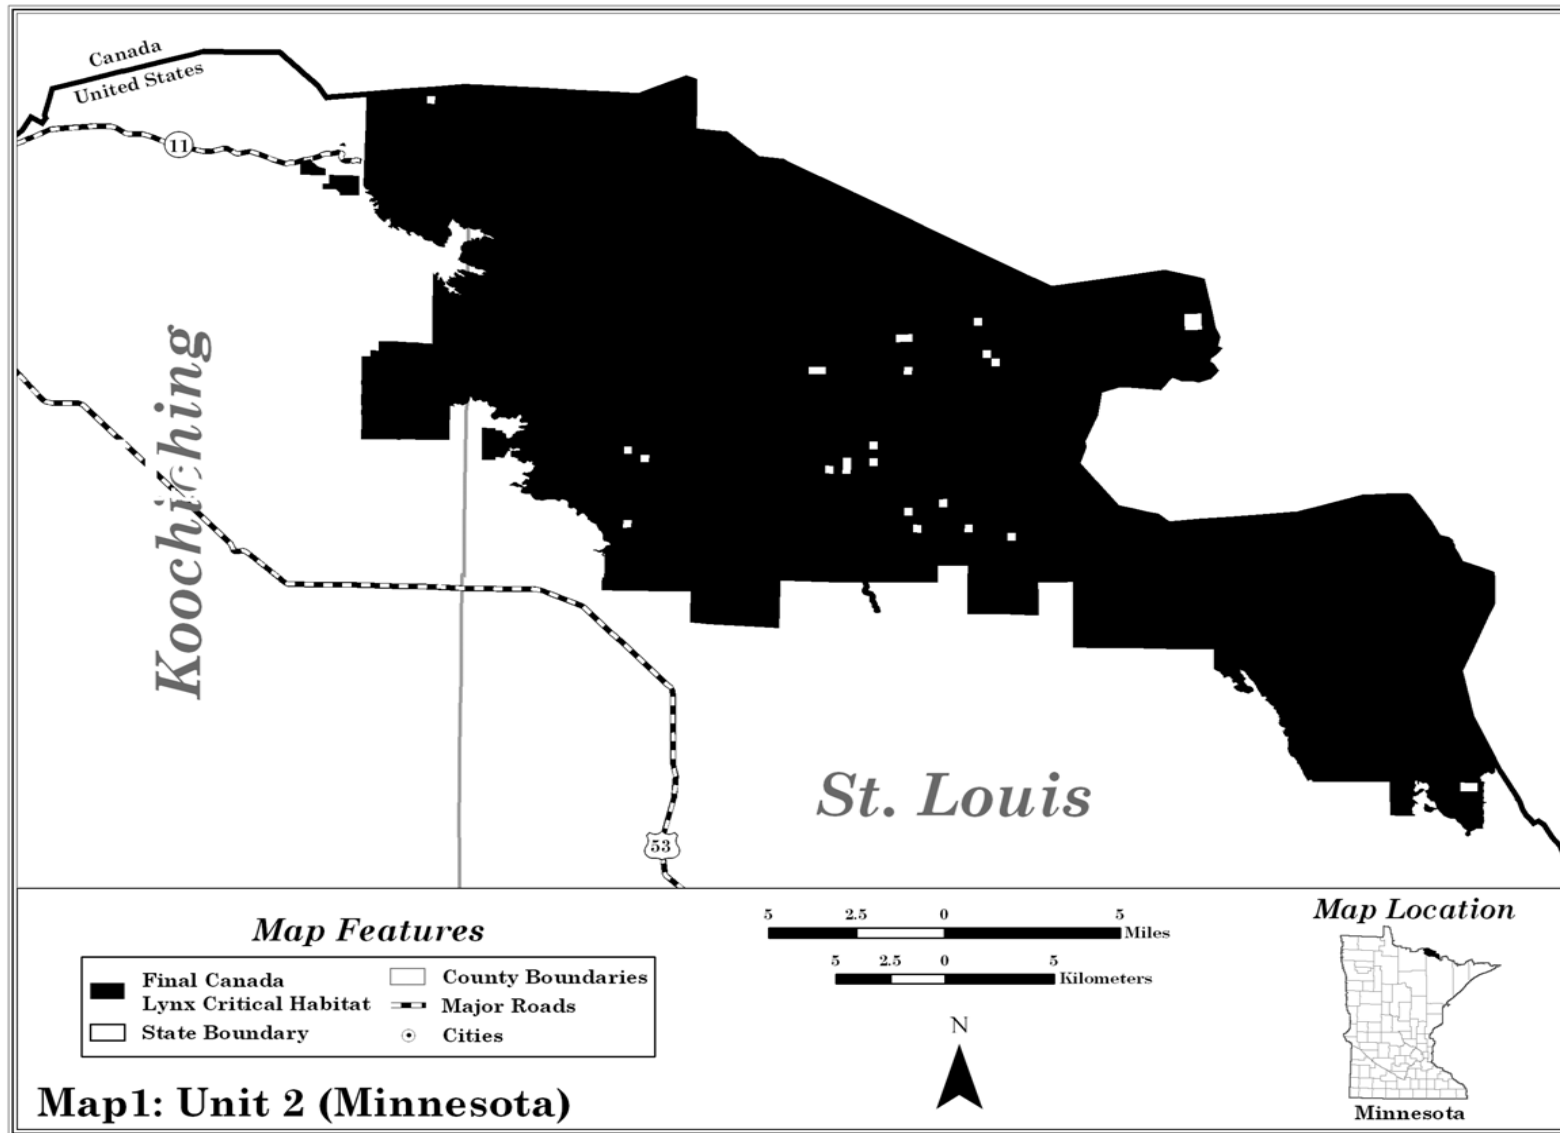 Canada
United States
11
Koochiching
St. Louis
53
Map Features
Final Canada
Lynx Critical Habitat
State Boundary
County Boundaries
Major Roads
Cities
5 2.5 0 5
Miles
5 2.5 0 5
Kilometers
N
Map Location
Minnesota
Map1: Unit 2 (Minnesota)